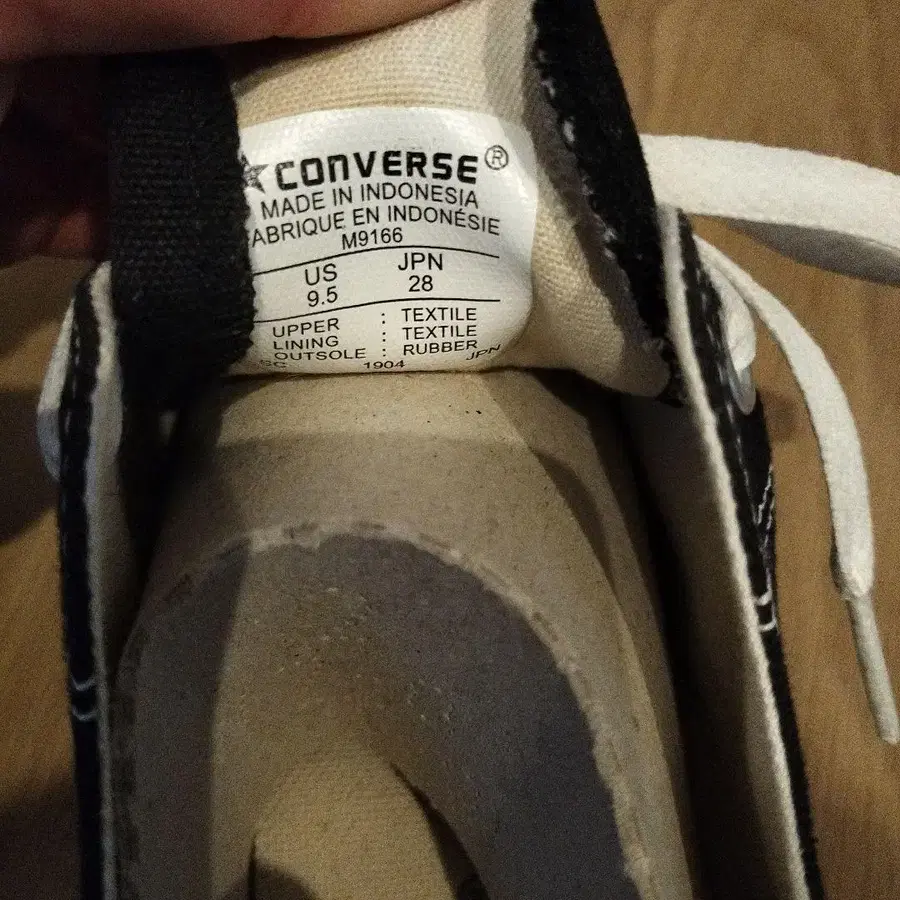 CONVERSE®
MADE IN INDONESIA
FABRIQUE EN INDONÉSIE
M9166
US JPN
9.5 28
UPPER : TEXTILE
LINING : TEXTILE
OUTSOLE : RUBBER
SC 1904 JPN